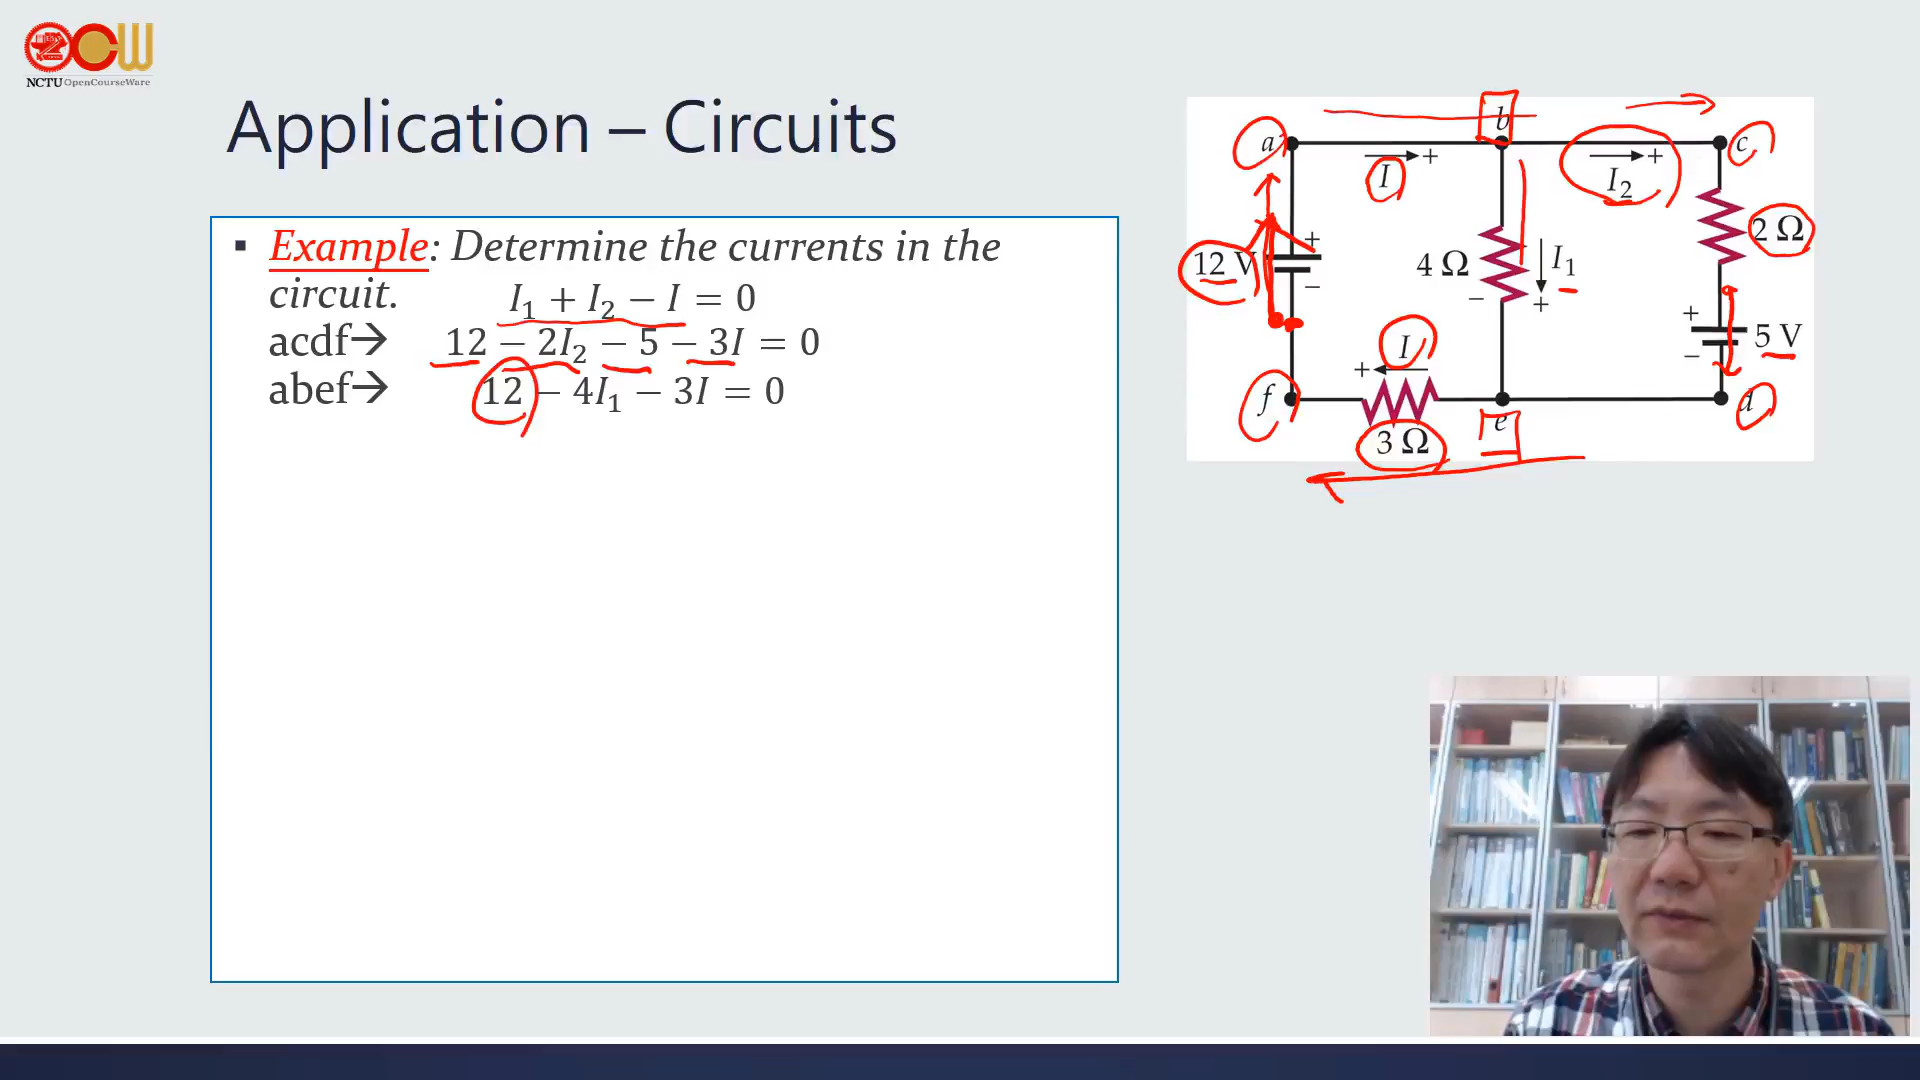 NCTU OpenCourseWare
Application – Circuits
▪ Example: Determine the currents in the
circuit. I₁ + I₂ − I = 0
acdf→ 12 − 2I₂ − 5 − 3I = 0
abef→ 12 − 4I₁ − 3I = 0
a b c
I + I₂ +
12 V + −
4 Ω − I₁ +
2 Ω
+ − 5 V
f + I e d
3 Ω